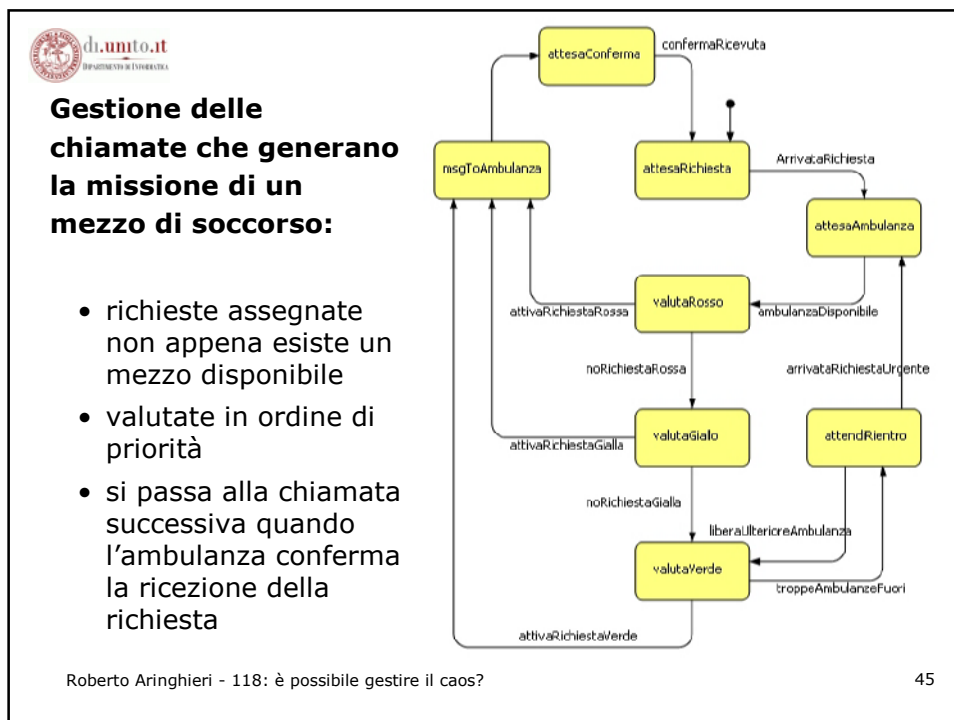 di.unito.it
DIPARTIMENTO DI INFORMATICA
Gestione delle
chiamate che generano
la missione di un
mezzo di soccorso:
• richieste assegnate
non appena esiste un
mezzo disponibile
• valutate in ordine di
priorità
• si passa alla chiamata
successiva quando
l'ambulanza conferma
la ricezione della
richiesta
attesaConferma
confermaRicevuta
msgToAmbulanza
attesaRichiesta
ArrivataRichiesta
attesaAmbulanza
valutaRosso
attivaRichiestaRossa
ambulanzaDisponibile
noRichiestaRossa
arrivataRichiestaUrgente
valutaGiallo
attendiRientro
attivaRichiestaGialla
noRichiestaGialla
liberaUlterioreAmbulanza
valutaVerde
troppeAmbulanzeFuori
attivaRichiestaVerde
Roberto Aringhieri - 118: è possibile gestire il caos?
45